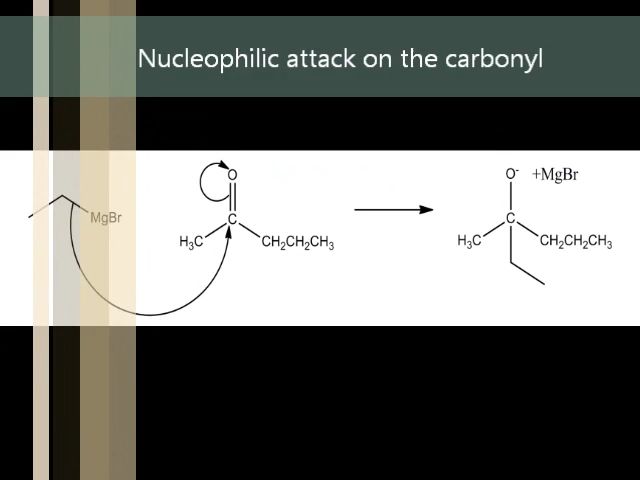 Nucleophilic attack on the carbonyl
O
MgBr
C
H₃C
CH₂CH₂CH₃
O⁻ +MgBr
C
H₃C
CH₂CH₂CH₃